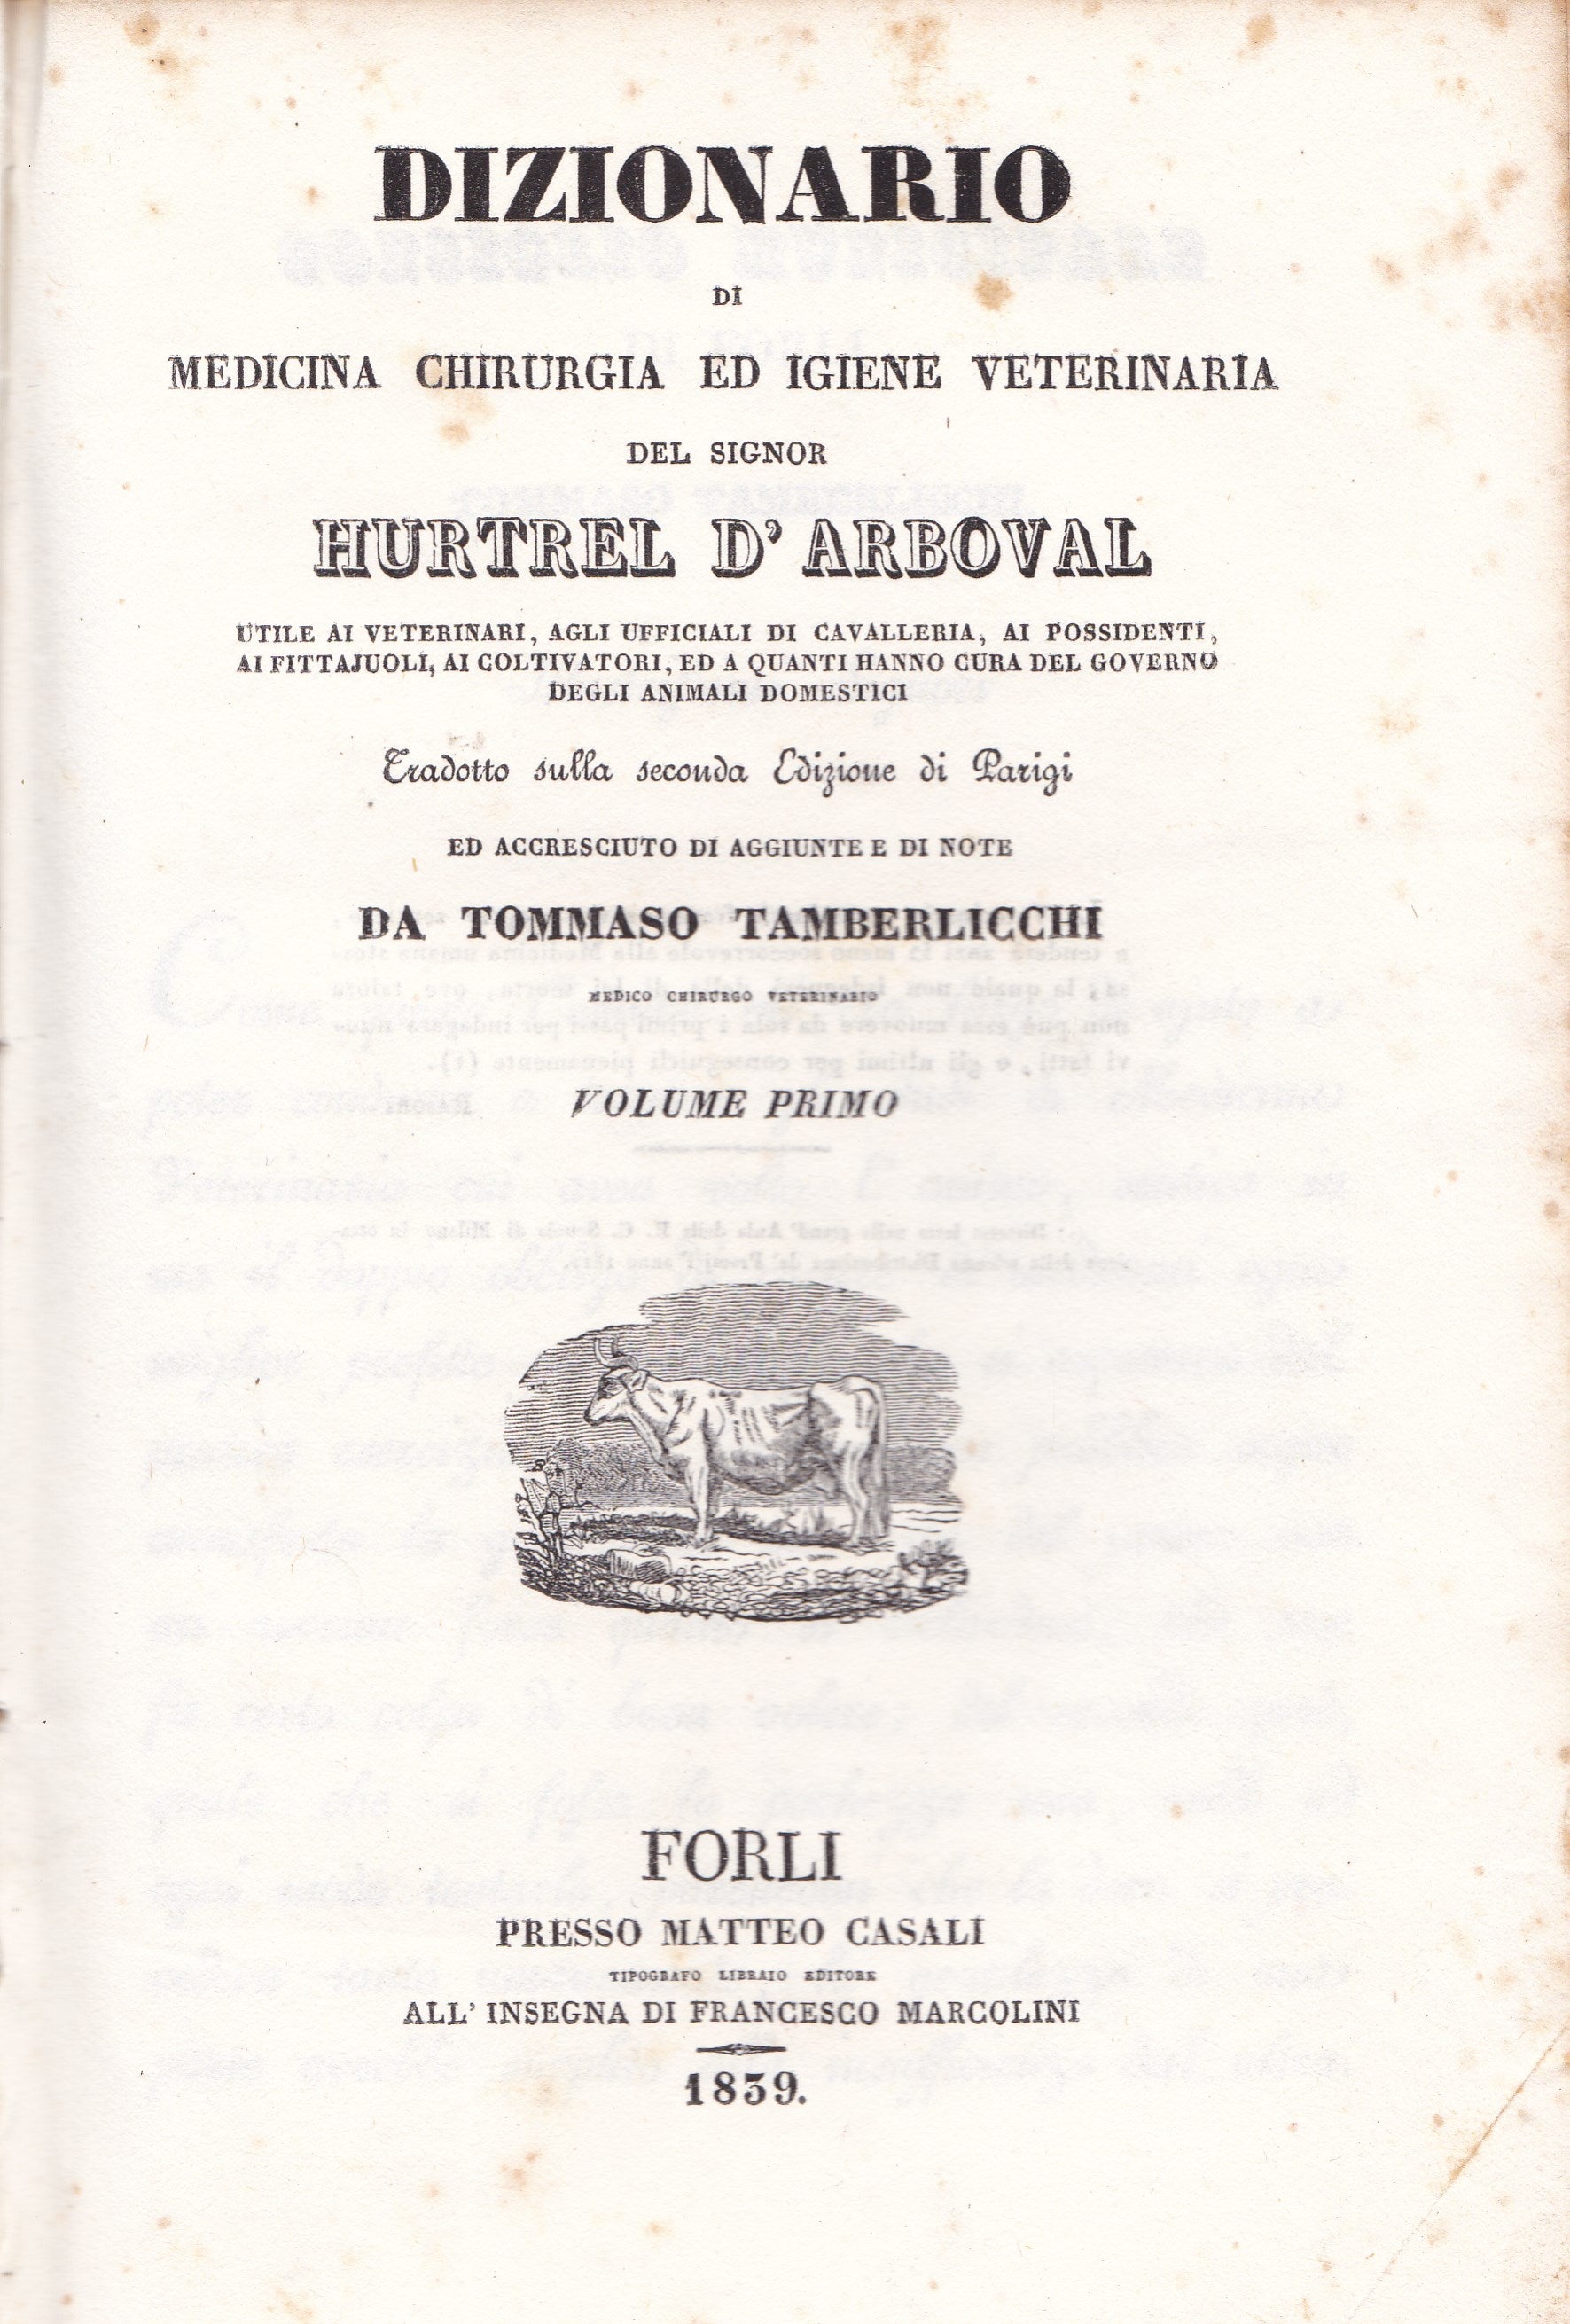 DIZIONARIO
DI
MEDICINA CHIRURGIA ED IGIENE VETERINARIA
DEL SIGNOR
HURTREL D' ARBOVAL
UTILE AI VETERINARI, AGLI UFFICIALI DI CAVALLERIA, AI POSSIDENTI,
AI FITTAJUOLI, AI COLTIVATORI, ED A QUANTI HANNO CURA DEL GOVERNO
DEGLI ANIMALI DOMESTICI
Tradotto sulla seconda Edizione di Parigi
ED ACCRESCIUTO DI AGGIUNTE E DI NOTE
DA TOMMASO TAMBERLICCHI
MEDICO CHIRURGO VETERINARIO
VOLUME PRIMO
FORLI
PRESSO MATTEO CASALI
TIPOGRAFO LIBRAIO EDITORE
ALL' INSEGNA DI FRANCESCO MARCOLINI
1839.